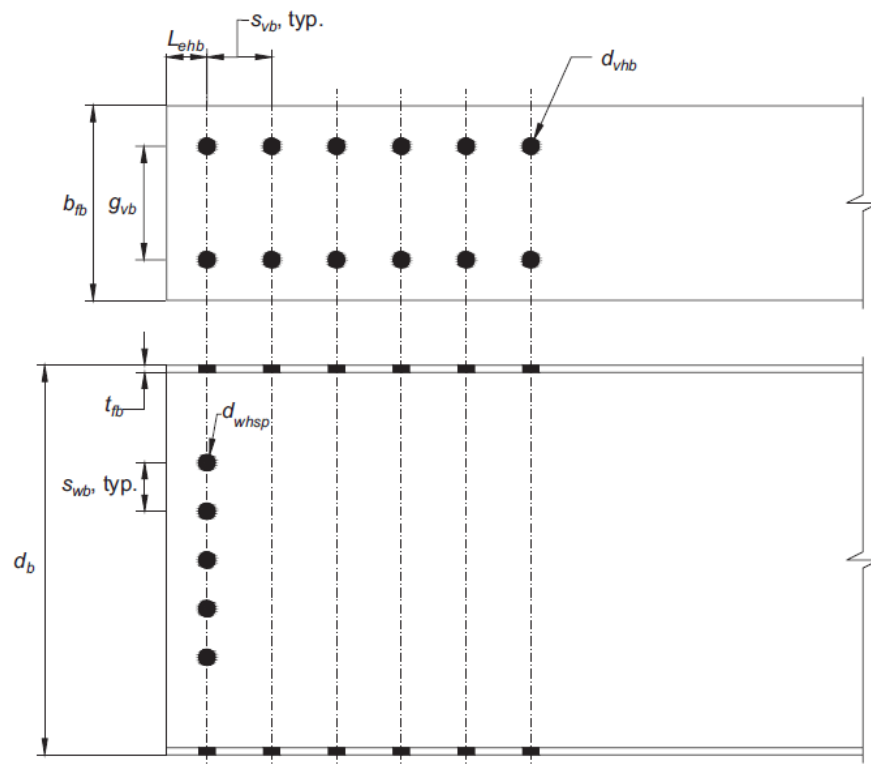 s_vb, typ.
L_ehb
d_vhb
b_fb
g_vb
t_fb
d_whsp
s_wb, typ.
d_b